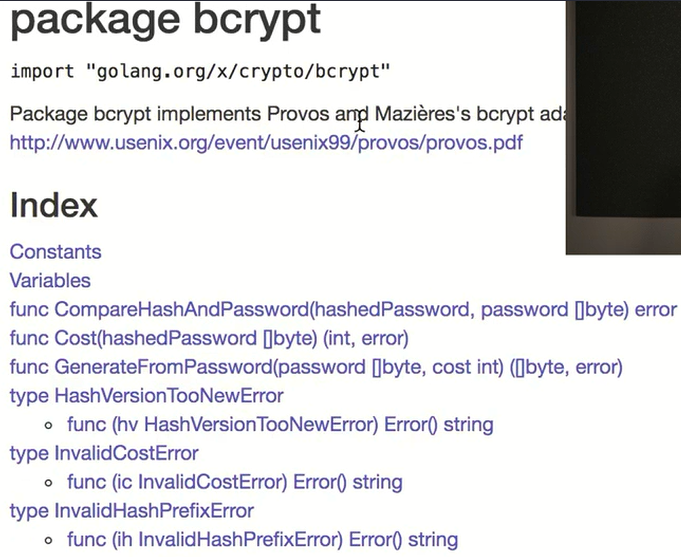 package bcrypt
import "golang.org/x/crypto/bcrypt"
Package bcrypt implements Provos and Mazières's bcrypt ada
http://www.usenix.org/event/usenix99/provos/provos.pdf
Index
Constants
Variables
func CompareHashAndPassword(hashedPassword, password []byte) error
func Cost(hashedPassword []byte) (int, error)
func GenerateFromPassword(password []byte, cost int) ([]byte, error)
type HashVersionTooNewError
func (hv HashVersionTooNewError) Error() string
type InvalidCostError
func (ic InvalidCostError) Error() string
type InvalidHashPrefixError
func (ih InvalidHashPrefixError) Error() string